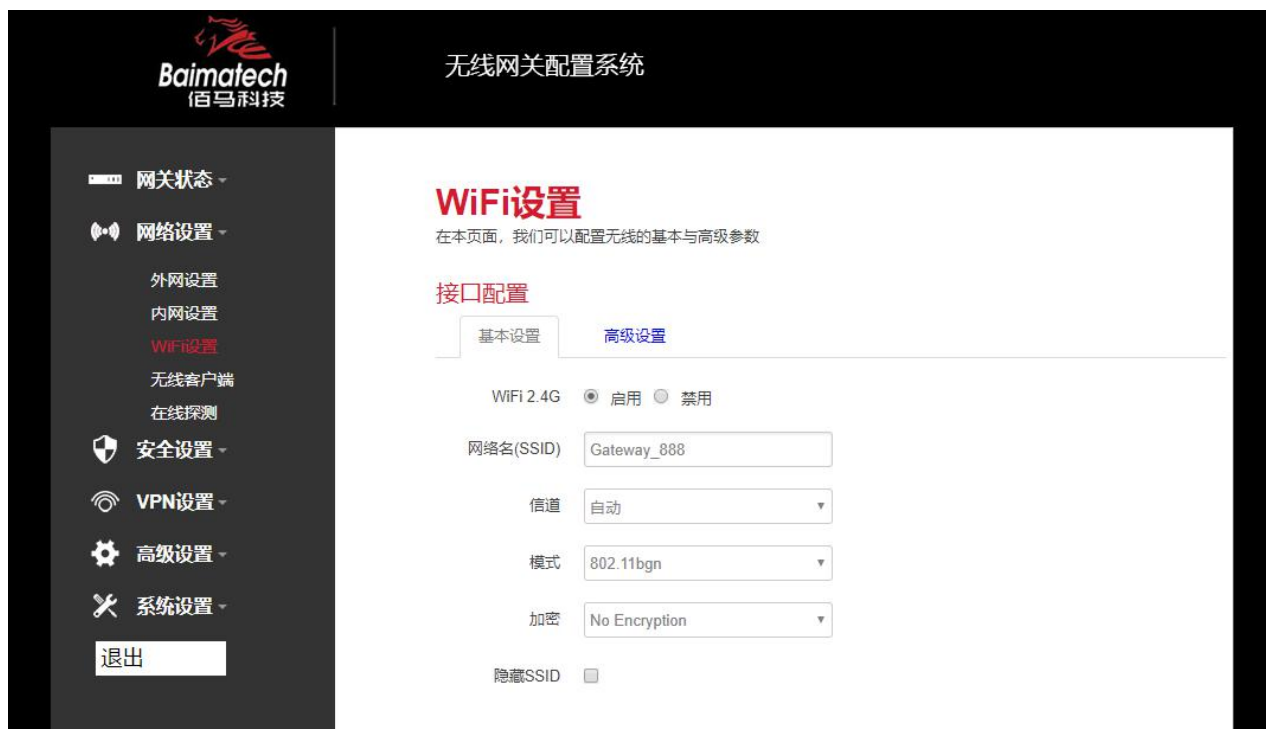 Baimatech
佰马科技
无线网关配置系统
网关状态
网络设置
外网设置
内网设置
WiFi设置
无线客户端
在线探测
安全设置
VPN设置
高级设置
系统设置
退出
WiFi设置
在本页面，我们可以配置无线的基本与高级参数
接口配置
基本设置 高级设置
WiFi 2.4G 启用 禁用
网络名(SSID) Gateway_888
信道 自动
模式 802.11bgn
加密 No Encryption
隐藏SSID